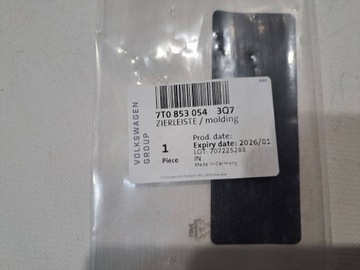 7T0 853 054 3Q7
ZIERLEISTE / molding
VOLKSWAGEN
GROUP
1
Piece
Prod. date:
Expiry date: 2026/01
LOT: 707225288
IN
Made in Germany